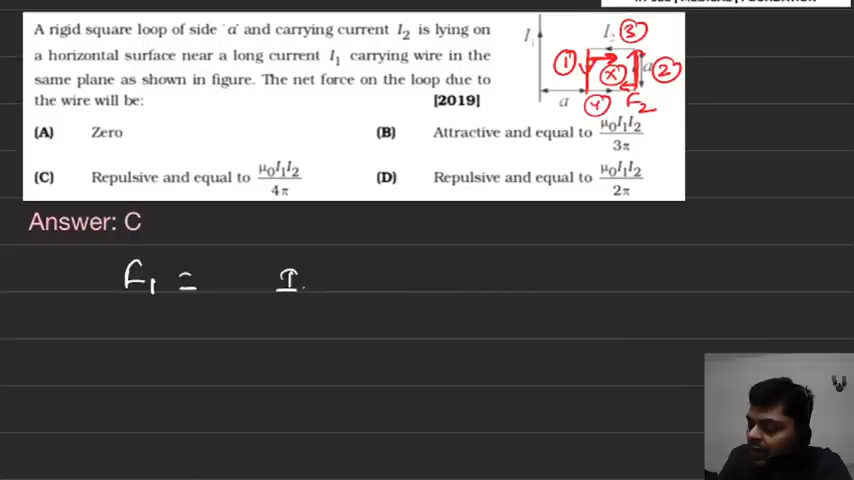 A rigid square loop of side 'a' and carrying current I₂ is lying on
a horizontal surface near a long current I₁ carrying wire in the
same plane as shown in figure. The net force on the loop due to
the wire will be: [2019]
I₁ I₂ ③
① ⓧ a ②
a ④ F₂
(A) Zero (B) Attractive and equal to μ₀I₁I₂/3π
(C) Repulsive and equal to μ₀I₁I₂/4π (D) Repulsive and equal to μ₀I₁I₂/2π
Answer: C
F₁ = I